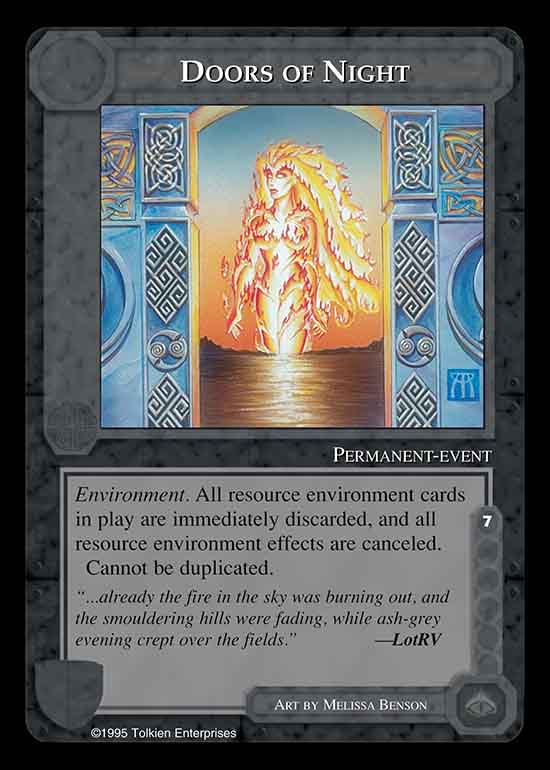 DOORS OF NIGHT
PERMANENT-EVENT
Environment. All resource environment cards
in play are immediately discarded, and all
resource environment effects are canceled.
Cannot be duplicated.
7
“...already the fire in the sky was burning out, and
the smouldering hills were fading, while ash-grey
evening crept over the fields.” —LotRV
ART BY MELISSA BENSON
©1995 Tolkien Enterprises